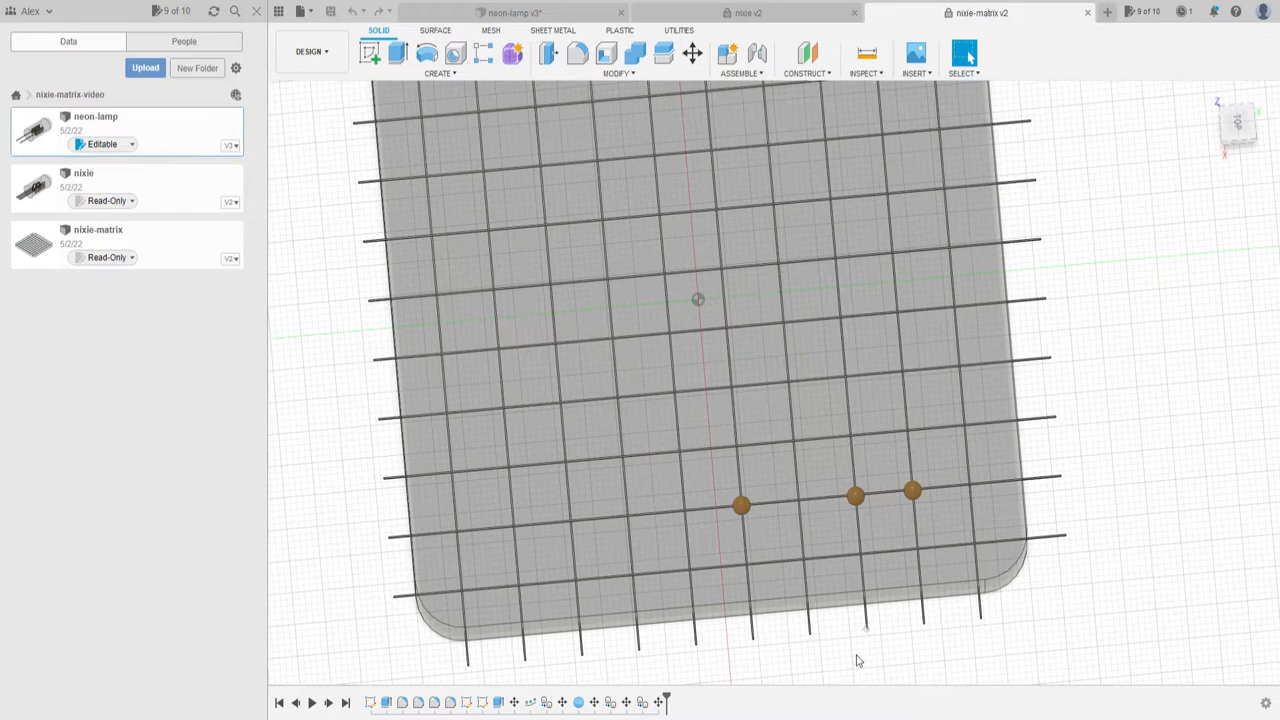 Alex
9 of 10
neon-lamp v3*
nixie v2
nixie-matrix v2
9 of 10
1
Data
People
SOLID
SURFACE
MESH
SHEET METAL
PLASTIC
UTILITIES
DESIGN
Upload
New Folder
CREATE
MODIFY
ASSEMBLE
CONSTRUCT
INSPECT
INSERT
SELECT
nixie-matrix-video
neon-lamp
5/2/22
Editable
V3
nixie
5/2/22
Read-Only
V2
nixie-matrix
5/2/22
Read-Only
V2
Z
Y
TOP
X